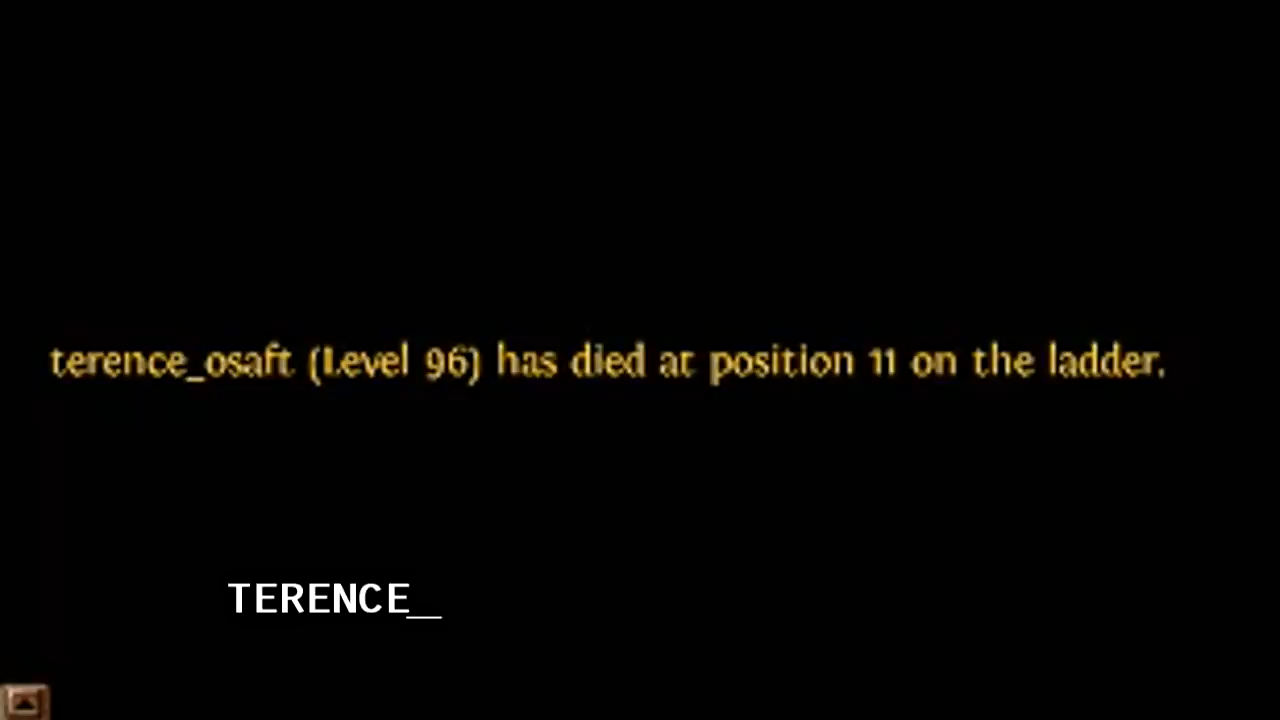 terence_osaft (Level 96) has died at position 11 on the ladder.
TERENCE_